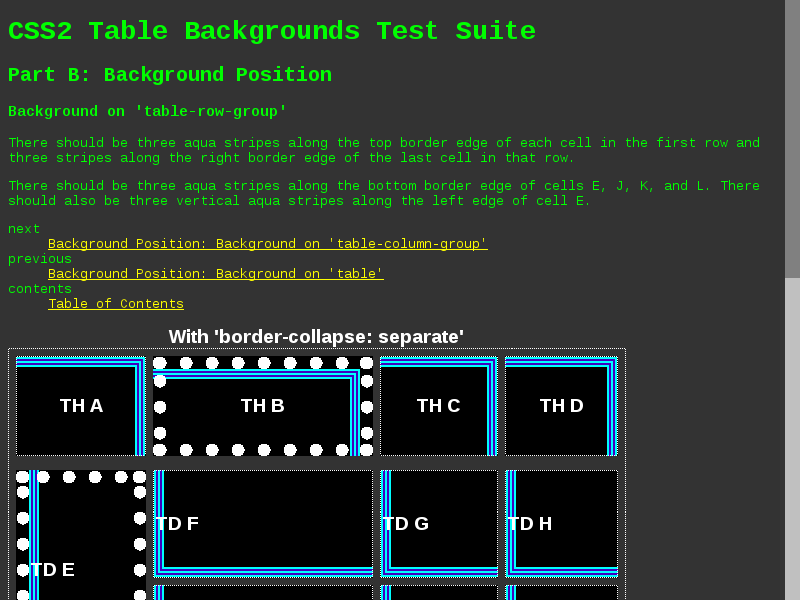 CSS2 Table Backgrounds Test Suite
Part B: Background Position
Background on 'table-row-group'
There should be three aqua stripes along the top border edge of each cell in the first row and
three stripes along the right border edge of the last cell in that row.
There should be three aqua stripes along the bottom border edge of cells E, J, K, and L. There
should also be three vertical aqua stripes along the left edge of cell E.
next
Background Position: Background on 'table-column-group'
previous
Background Position: Background on 'table'
contents
Table of Contents
With 'border-collapse: separate'
TH A
TH B
TH C
TH D
TD F
TD G
TD H
TD E